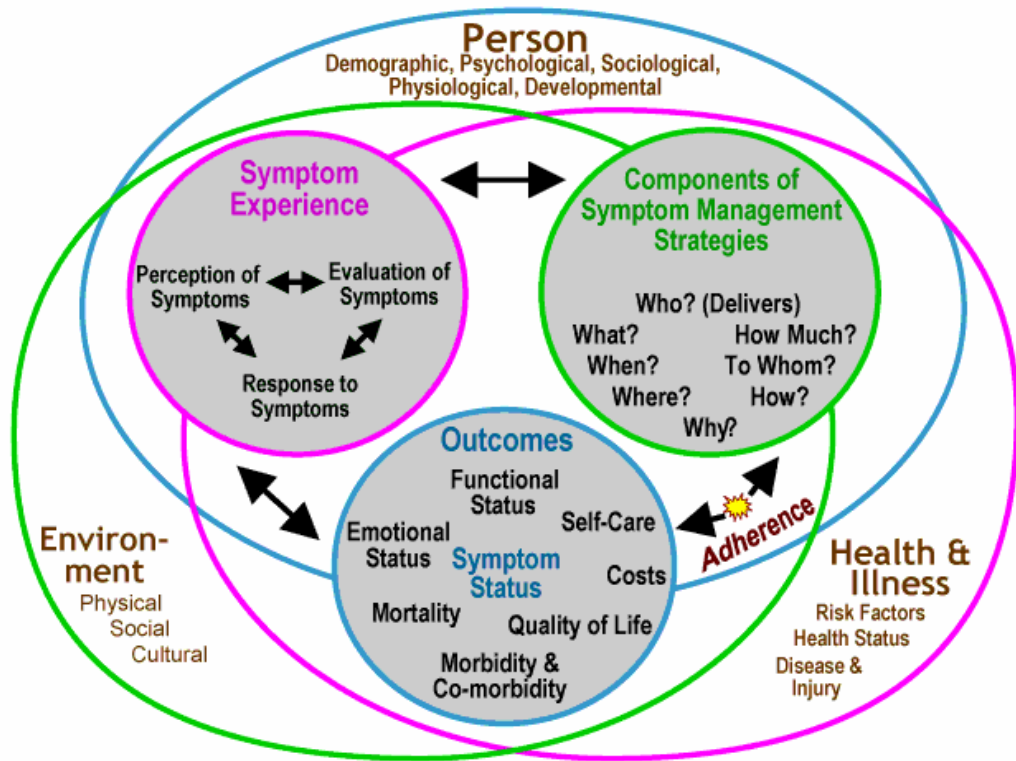 Person
Demographic, Psychological, Sociological,
Physiological, Developmental
Symptom
Experience
Perception of
Symptoms
Evaluation of
Symptoms
Response to
Symptoms
Components of
Symptom Management
Strategies
Who? (Delivers)
What?
How Much?
When?
To Whom?
Where?
How?
Why?
Outcomes
Functional
Status
Self-Care
Emotional
Status
Symptom
Status
Costs
Mortality
Quality of Life
Morbidity &
Co-morbidity
Adherence
Environ-
ment
Physical
Social
Cultural
Health &
Illness
Risk Factors
Health Status
Disease &
Injury